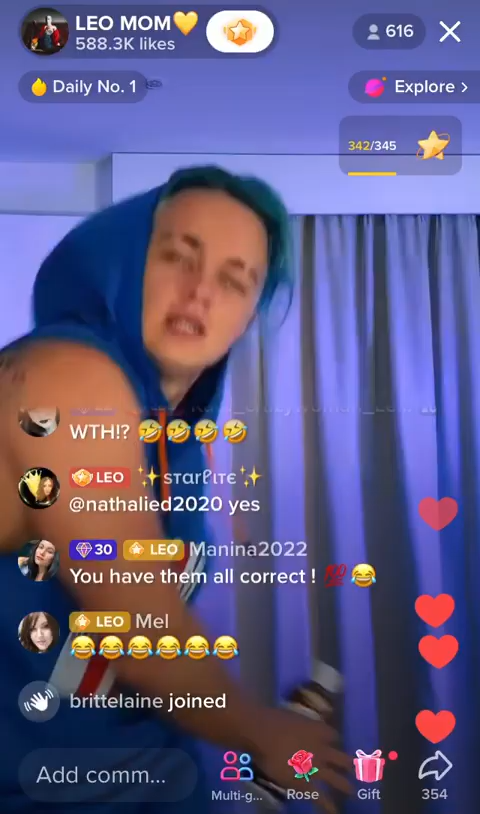 LEO MOM💛
588.3K likes
616
Daily No. 1
Explore >
342/345
WTH!? 🤣🤣🤣🤣
LEO ✨sᴛαrℓιтє✨
@nathalied2020 yes
30 LEO Manina2022
You have them all correct ! 💯😂
LEO Mel
😂😂😂😂😂😂
brittelaine joined
Add comm...
Multi-g...
Rose
Gift
354